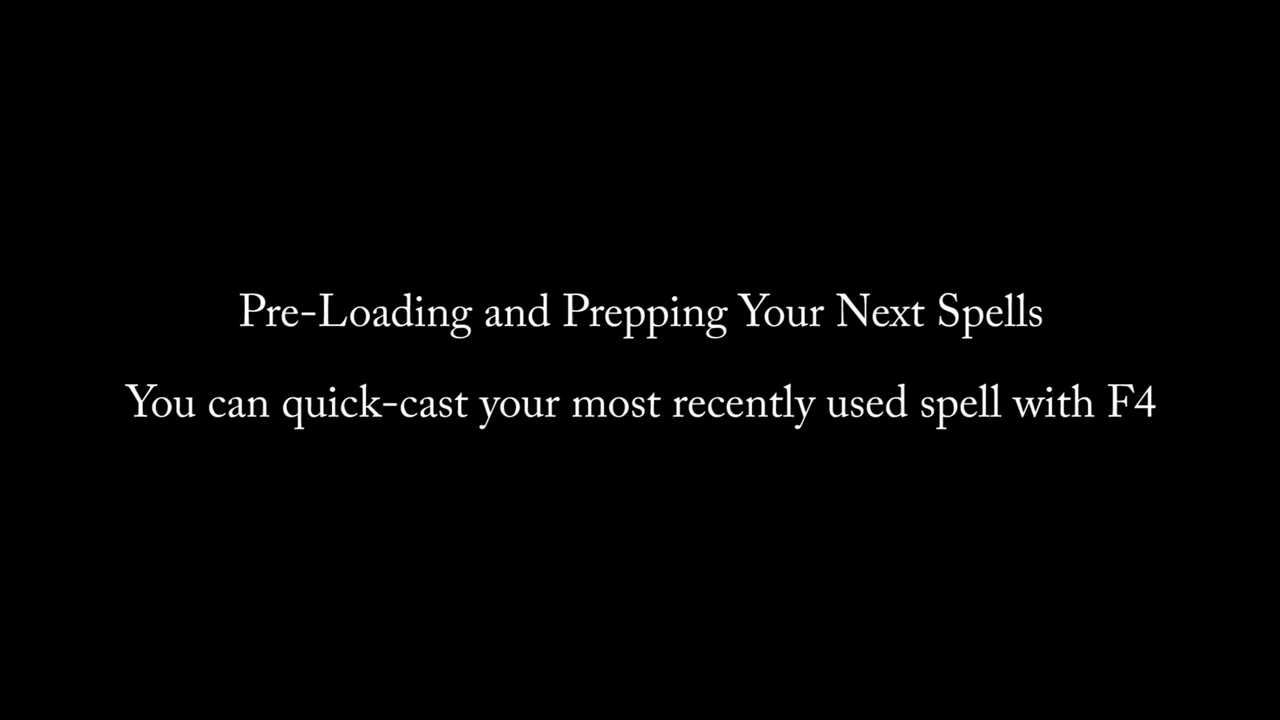 Pre-Loading and Prepping Your Next Spells
You can quick-cast your most recently used spell with F4